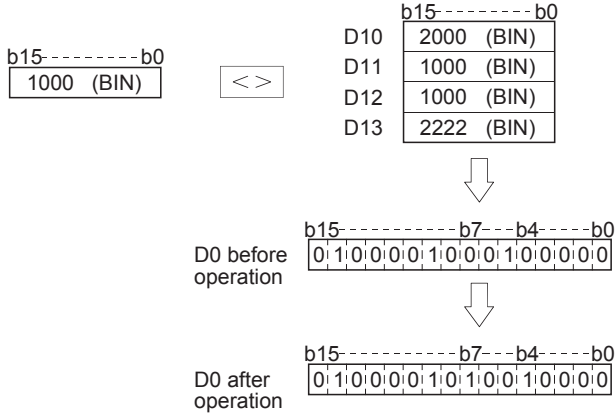 b15 b0
D10 2000 (BIN)
b15 b0
D11 1000 (BIN)
1000 (BIN) < >
D12 1000 (BIN)
D13 2222 (BIN)
b15 b7 b4 b0
D0 before 0 1 0 0 0 0 1 0 0 0 1 0 0 0 0 0
operation
b15 b7 b4 b0
D0 after 0 1 0 0 0 0 1 0 1 0 0 1 0 0 0 0
operation